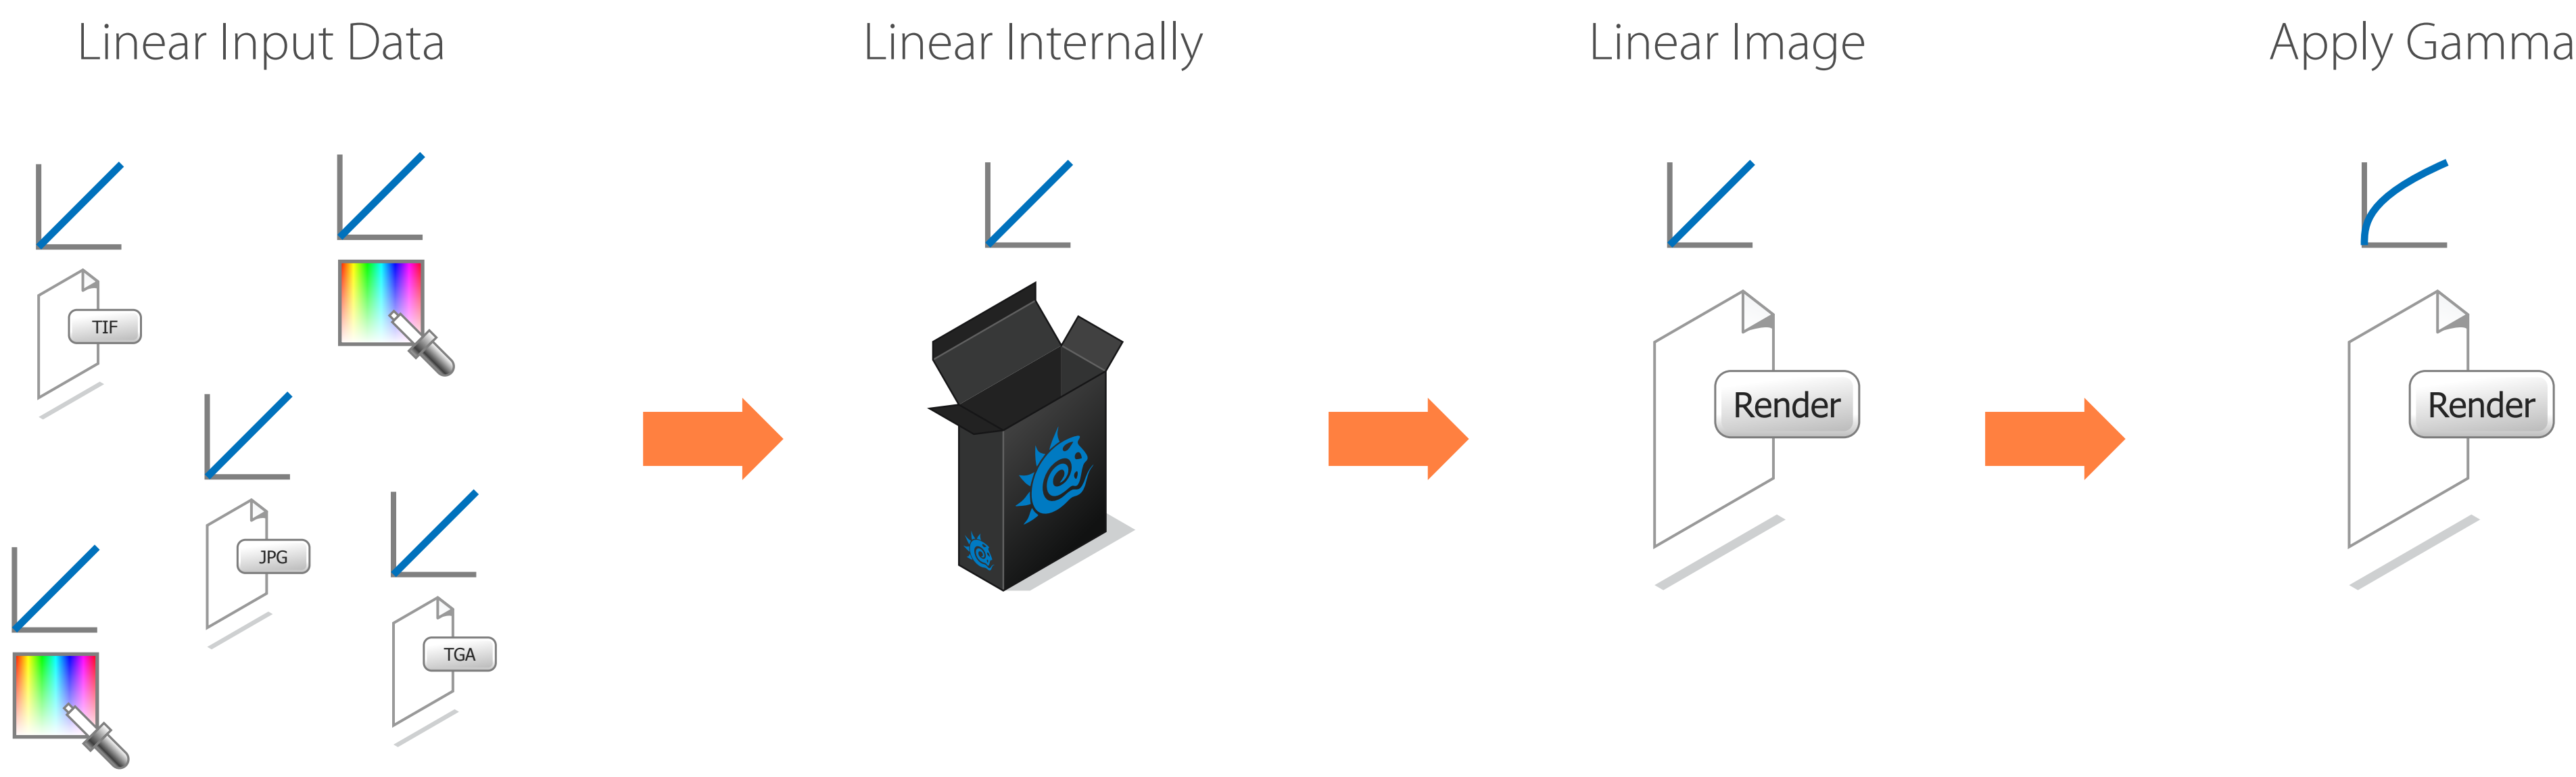 Linear Input Data
Linear Internally
Linear Image
Apply Gamma
TIF
JPG
TGA
Render
Render